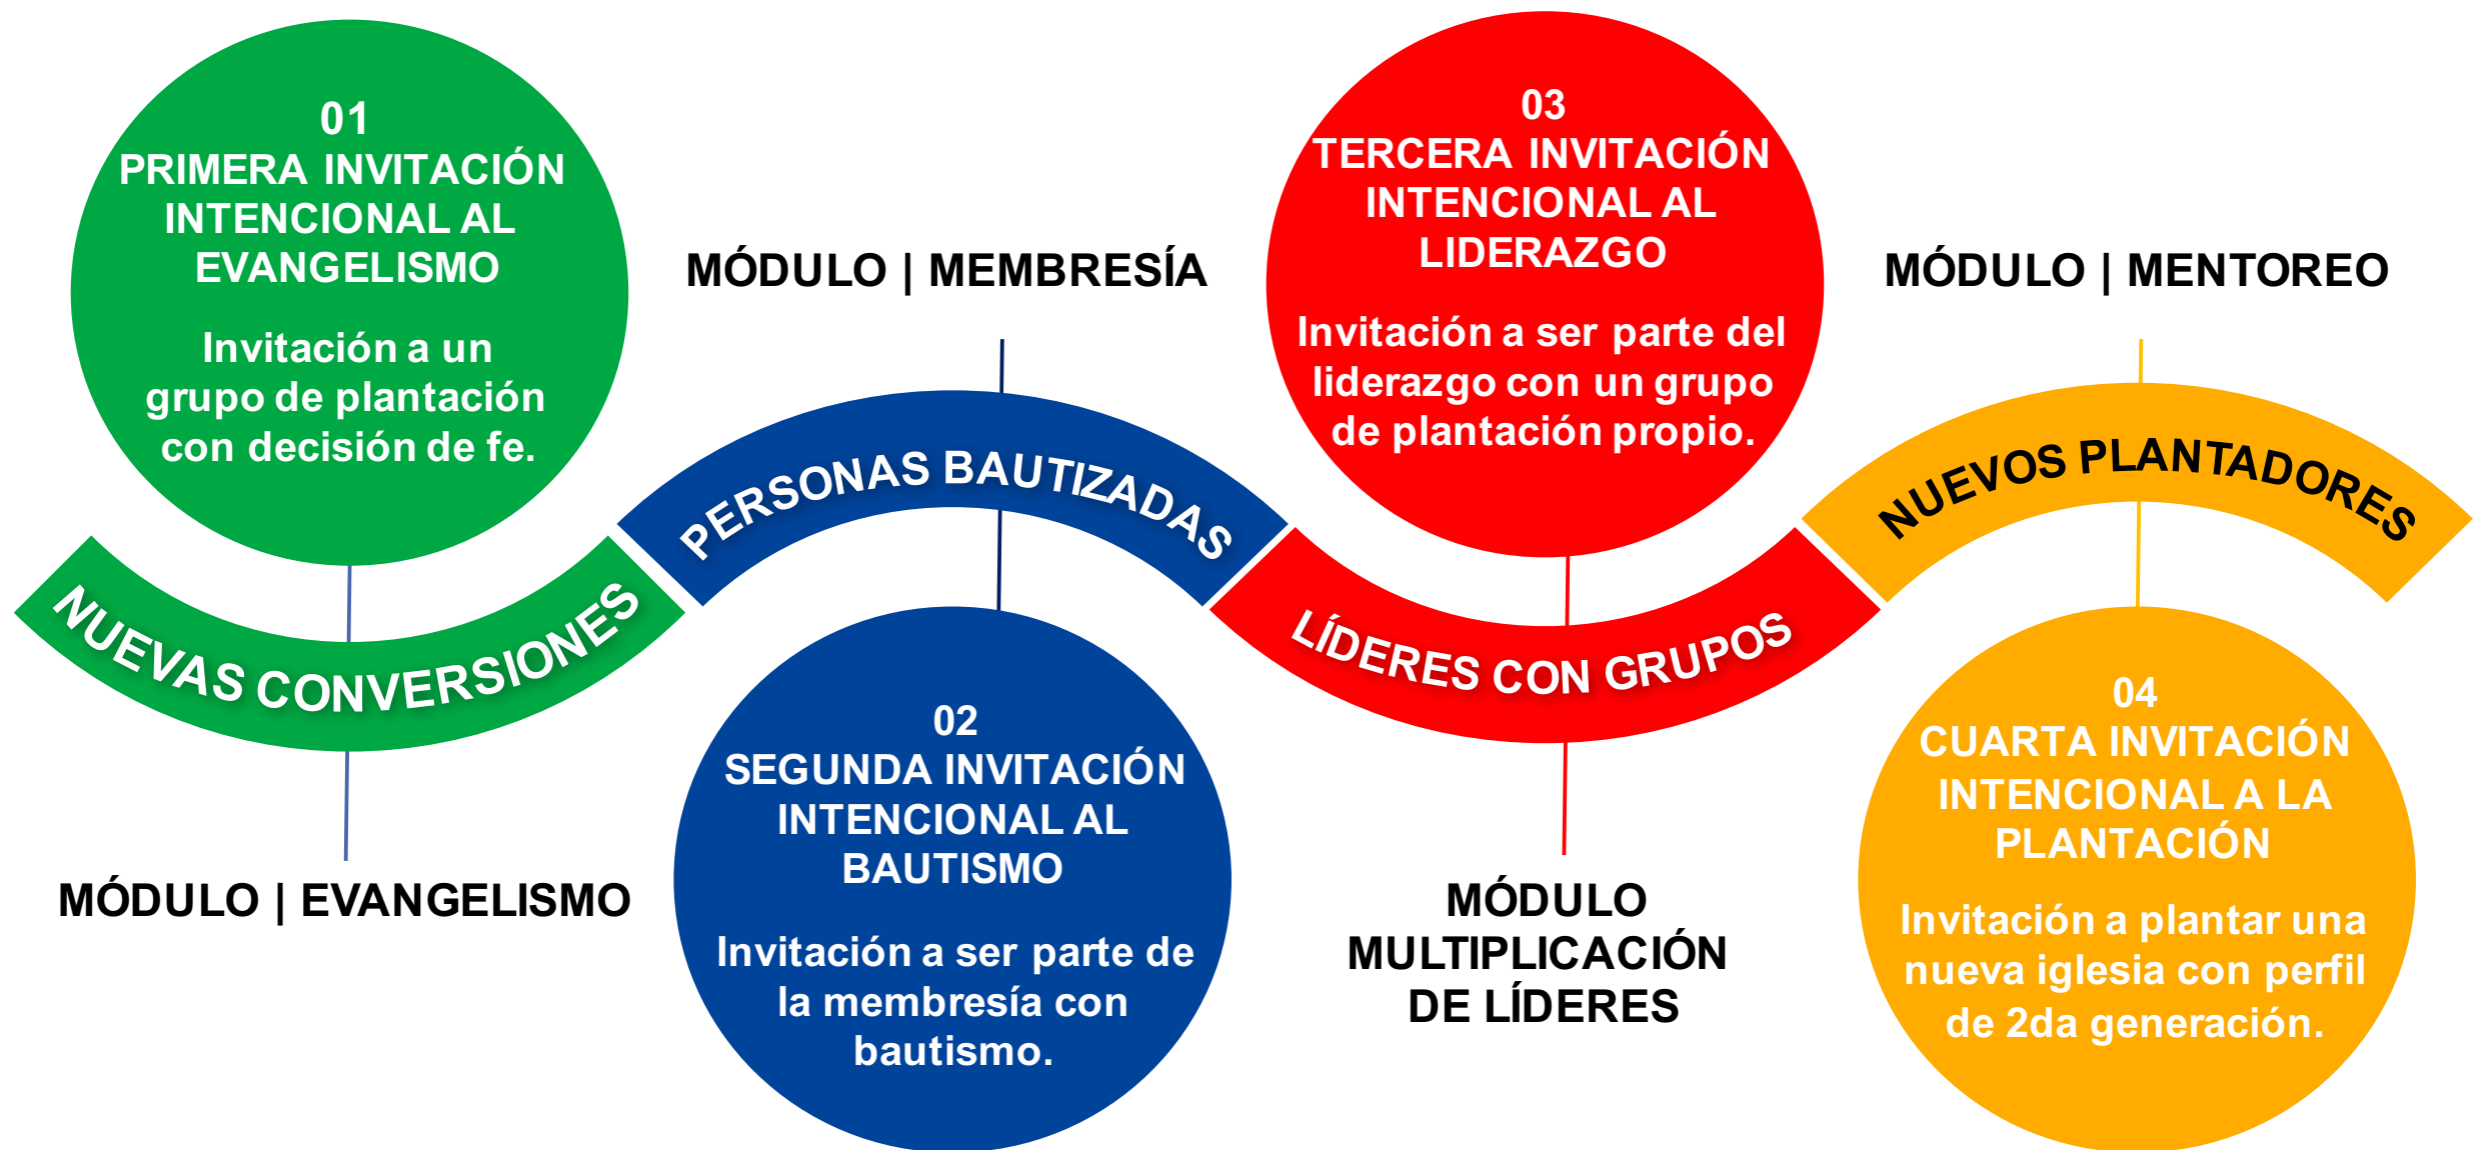 01
PRIMERA INVITACIÓN
INTENCIONAL AL
EVANGELISMO
Invitación a un
grupo de plantación
con decisión de fe.
NUEVAS CONVERSIONES
MÓDULO | EVANGELISMO
MÓDULO | MEMBRESÍA
PERSONAS BAUTIZADAS
02
SEGUNDA INVITACIÓN
INTENCIONAL AL
BAUTISMO
Invitación a ser parte de
la membresía con
bautismo.
03
TERCERA INVITACIÓN
INTENCIONAL AL
LIDERAZGO
Invitación a ser parte del
liderazgo con un grupo
de plantación propio.
LÍDERES CON GRUPOS
MÓDULO
MULTIPLICACIÓN
DE LÍDERES
MÓDULO | MENTOREO
NUEVOS PLANTADORES
04
CUARTA INVITACIÓN
INTENCIONAL A LA
PLANTACIÓN
Invitación a plantar una
nueva iglesia con perfil
de 2da generación.